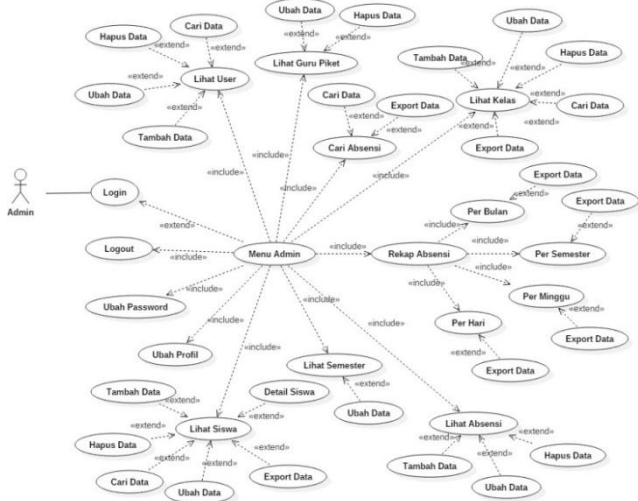 Ubah Data
Hapus Data
Cari Data
Hapus Data
«extend»
«extend»
«extend»
«extend»
Lihat User
Ubah Data
«extend»
«extend»
Tambah Data
Lihat Guru Piket
Cari Data
Export Data
«extend»
«extend»
Cari Absensi
Ubah Data
Tambah Data
Hapus Data
«extend»
«extend»
«extend»
Lihat Kelas
«extend»
Cari Data
«extend»
Export Data
«include»
«include»
«include»
«include»
Admin
Login
«extend»
Logout
«include»
Menu Admin
«include»
Rekap Absensi
«include»
Per Bulan
«extend»
Export Data
«include»
Per Semester
«extend»
Export Data
«include»
Per Minggu
«extend»
Export Data
«include»
Per Hari
«extend»
Export Data
«include»
Ubah Password
«include»
Ubah Profil
«include»
«include»
«include»
Lihat Semester
«extend»
Ubah Data
Tambah Data
Detail Siswa
«extend»
«extend»
Lihat Siswa
Hapus Data
«extend»
«extend»
«extend»
«extend»
Cari Data
Ubah Data
Export Data
Lihat Absensi
«extend»
«extend»
«extend»
Tambah Data
Ubah Data
Hapus Data